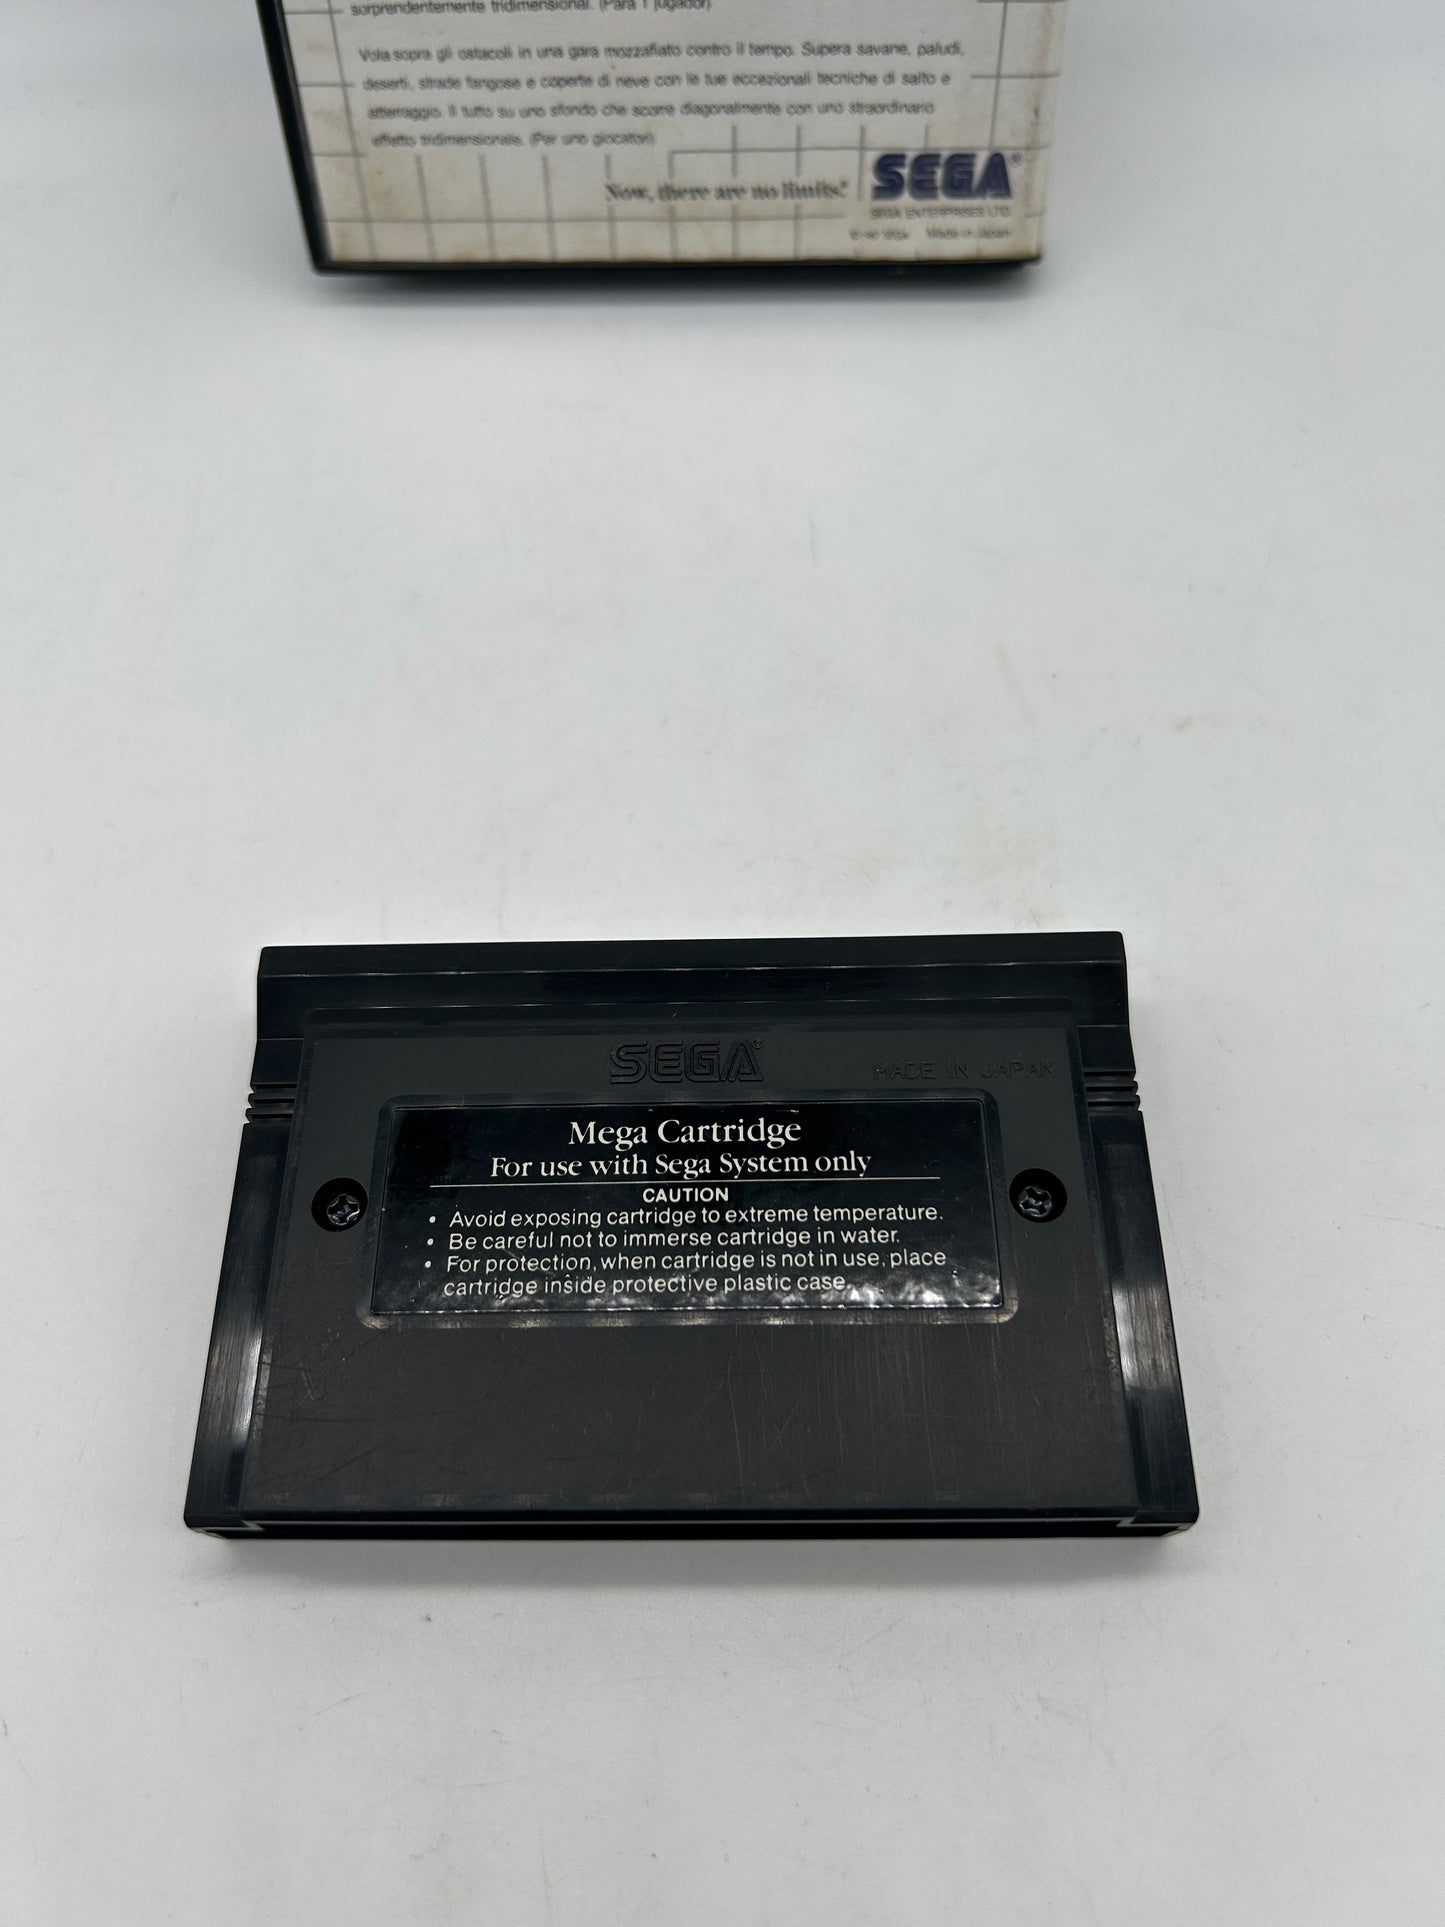 sorprendentemente tridimensional. (Para 1 jugador)
Vola sopra gli ostacoli in una gara mozzafiato contro il tempo. Supera savane, paludi,
deserti, strade fangose e coperte di neve con le tue eccezionali tecniche di salto e
atterraggio. Il tutto su uno sfondo che scorre diagonalmente con uno straordinario
effetto tridimensionale. (Per uno giocatori)
Now, there are no limits.® SEGA®
SEGA ENTERPRISES LTD.
SEGA Made in Japan
SEGA®
MADE IN JAPAN
Mega Cartridge
For use with Sega System only
CAUTION
• Avoid exposing cartridge to extreme temperature.
• Be careful not to immerse cartridge in water.
• For protection, when cartridge is not in use, place
cartridge inside protective plastic case.